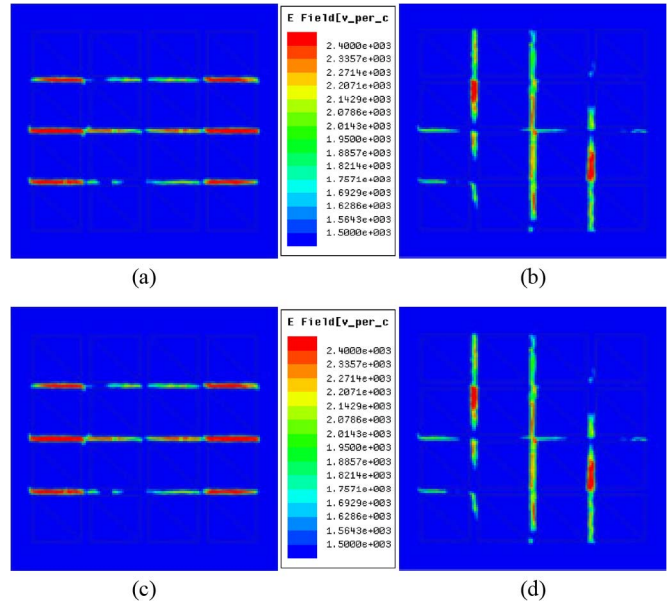 E Field[v_per_c
2.4000e+003
2.3357e+003
2.2714e+003
2.2071e+003
2.1429e+003
2.0786e+003
2.0143e+003
1.9500e+003
1.8857e+003
1.8214e+003
1.7571e+003
1.6929e+003
1.6286e+003
1.5643e+003
1.5000e+003
(a)
(b)
E Field[v_per_c
2.4000e+003
2.3357e+003
2.2714e+003
2.2071e+003
2.1429e+003
2.0786e+003
2.0143e+003
1.9500e+003
1.8857e+003
1.8214e+003
1.7571e+003
1.6929e+003
1.6286e+003
1.5643e+003
1.5000e+003
(c)
(d)